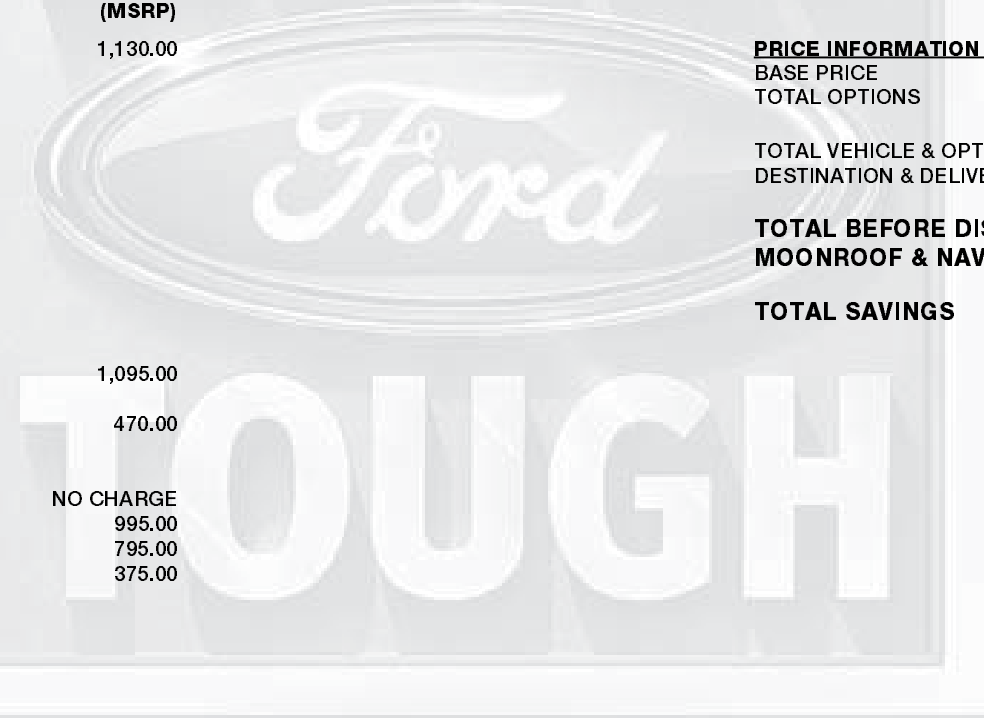 (MSRP)
1,130.00
1,095.00
470.00
NO CHARGE
995.00
795.00
375.00
PRICE INFORMATION
BASE PRICE
TOTAL OPTIONS
TOTAL VEHICLE & OPT
DESTINATION & DELIVE
TOTAL BEFORE DIS
MOONROOF & NAV
TOTAL SAVINGS
Ford
TOUGH